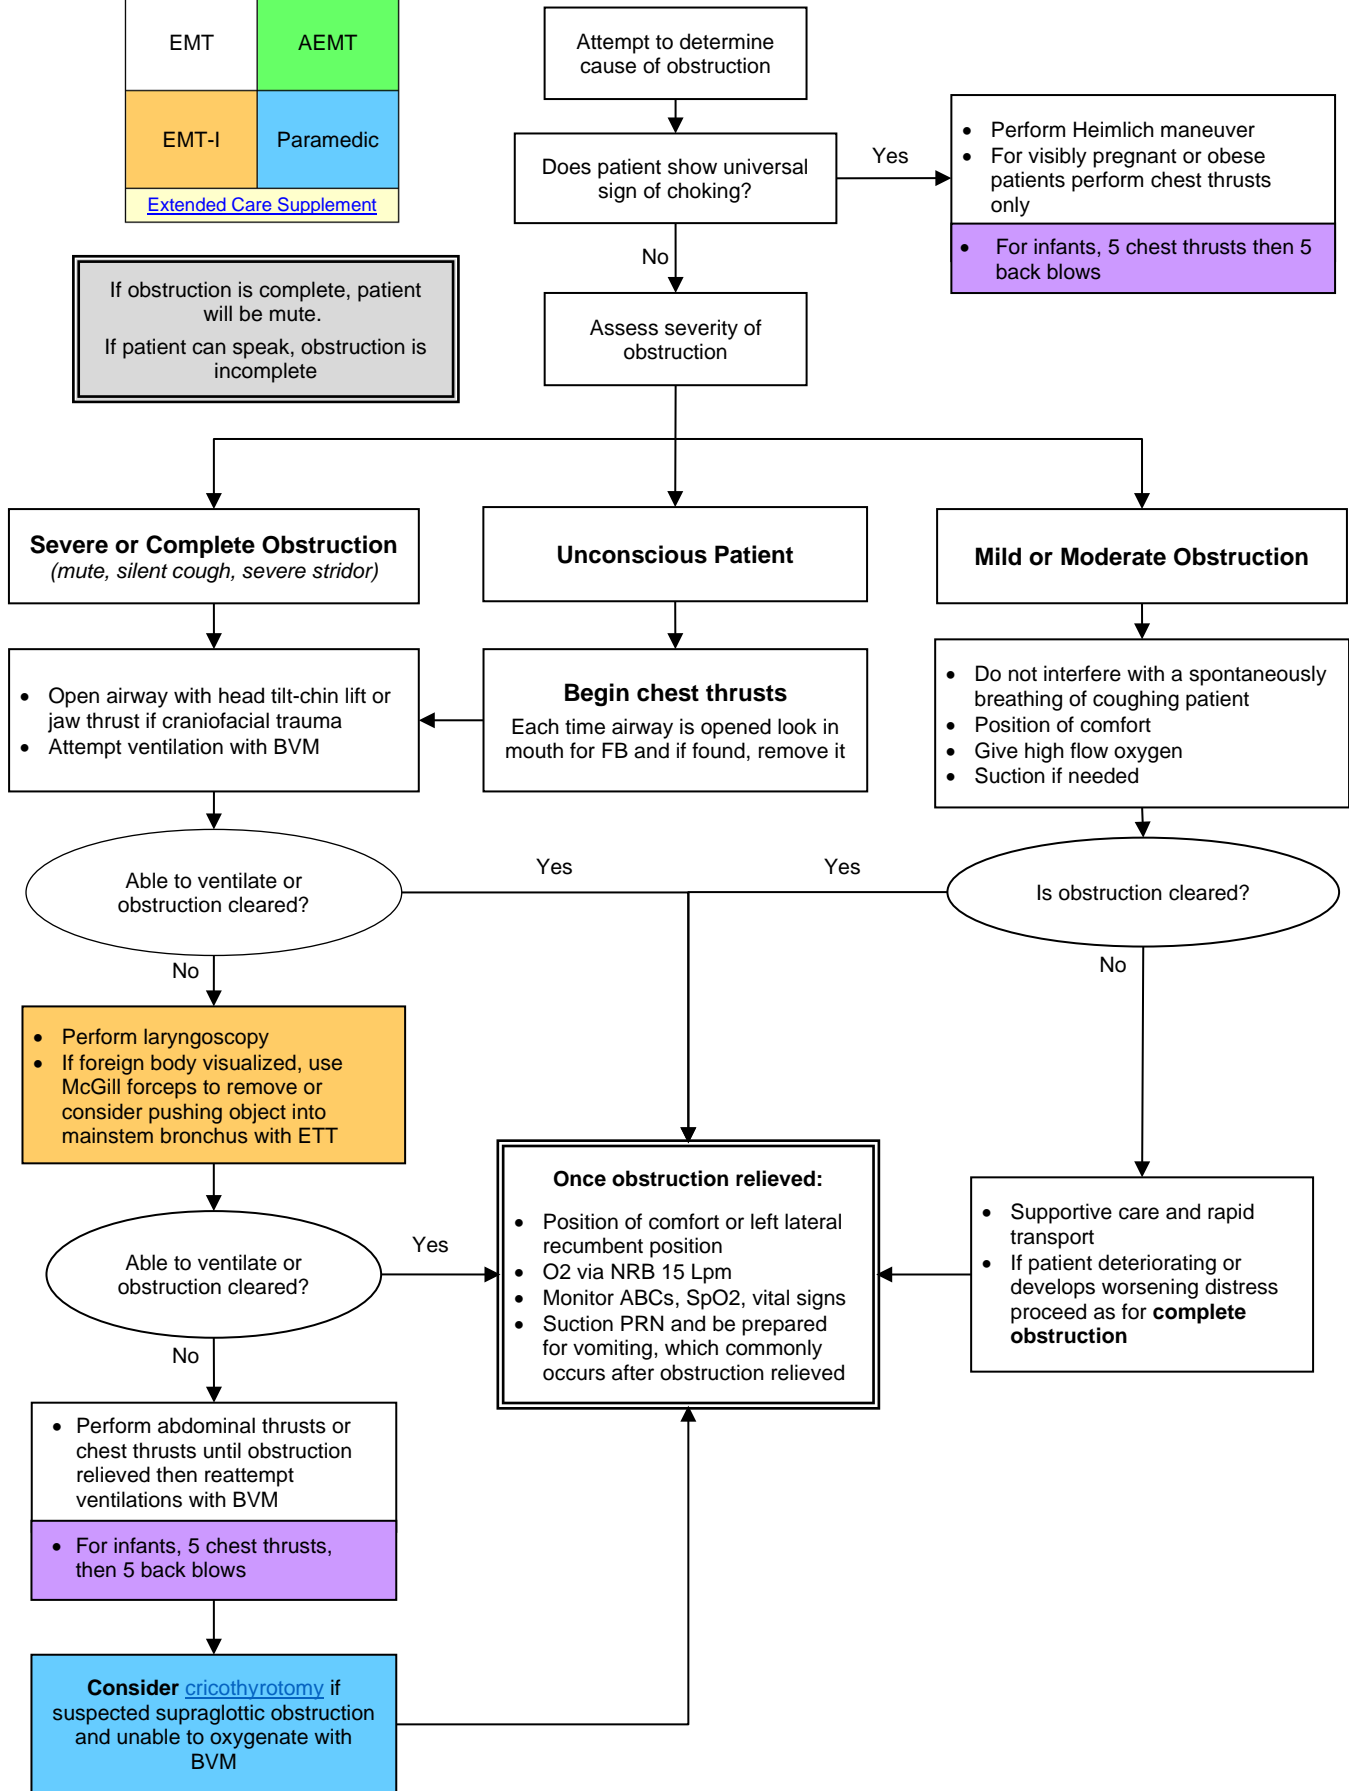 EMT
AEMT
EMT-I
Paramedic
Extended Care Supplement
If obstruction is complete, patient
will be mute.
If patient can speak, obstruction is
incomplete
Attempt to determine
cause of obstruction
Does patient show universal
sign of choking?
Yes
• Perform Heimlich maneuver
• For visibly pregnant or obese
patients perform chest thrusts
only
• For infants, 5 chest thrusts then 5
back blows
No
Assess severity of
obstruction
Severe or Complete Obstruction
(mute, silent cough, severe stridor)
Unconscious Patient
Mild or Moderate Obstruction
• Open airway with head tilt-chin lift or
jaw thrust if craniofacial trauma
• Attempt ventilation with BVM
Begin chest thrusts
Each time airway is opened look in
mouth for FB and if found, remove it
• Do not interfere with a spontaneously
breathing of coughing patient
• Position of comfort
• Give high flow oxygen
• Suction if needed
Able to ventilate or
obstruction cleared?
Yes
Yes
Is obstruction cleared?
No
No
• Perform laryngoscopy
• If foreign body visualized, use
McGill forceps to remove or
consider pushing object into
mainstem bronchus with ETT
Able to ventilate or
obstruction cleared?
Yes
Once obstruction relieved:
• Position of comfort or left lateral
recumbent position
• O2 via NRB 15 Lpm
• Monitor ABCs, SpO2, vital signs
• Suction PRN and be prepared
for vomiting, which commonly
occurs after obstruction relieved
• Supportive care and rapid
transport
• If patient deteriorating or
develops worsening distress
proceed as for complete
obstruction
No
• Perform abdominal thrusts or
chest thrusts until obstruction
relieved then reattempt
ventilations with BVM
• For infants, 5 chest thrusts,
then 5 back blows
Consider cricothyrotomy if
suspected supraglottic obstruction
and unable to oxygenate with
BVM